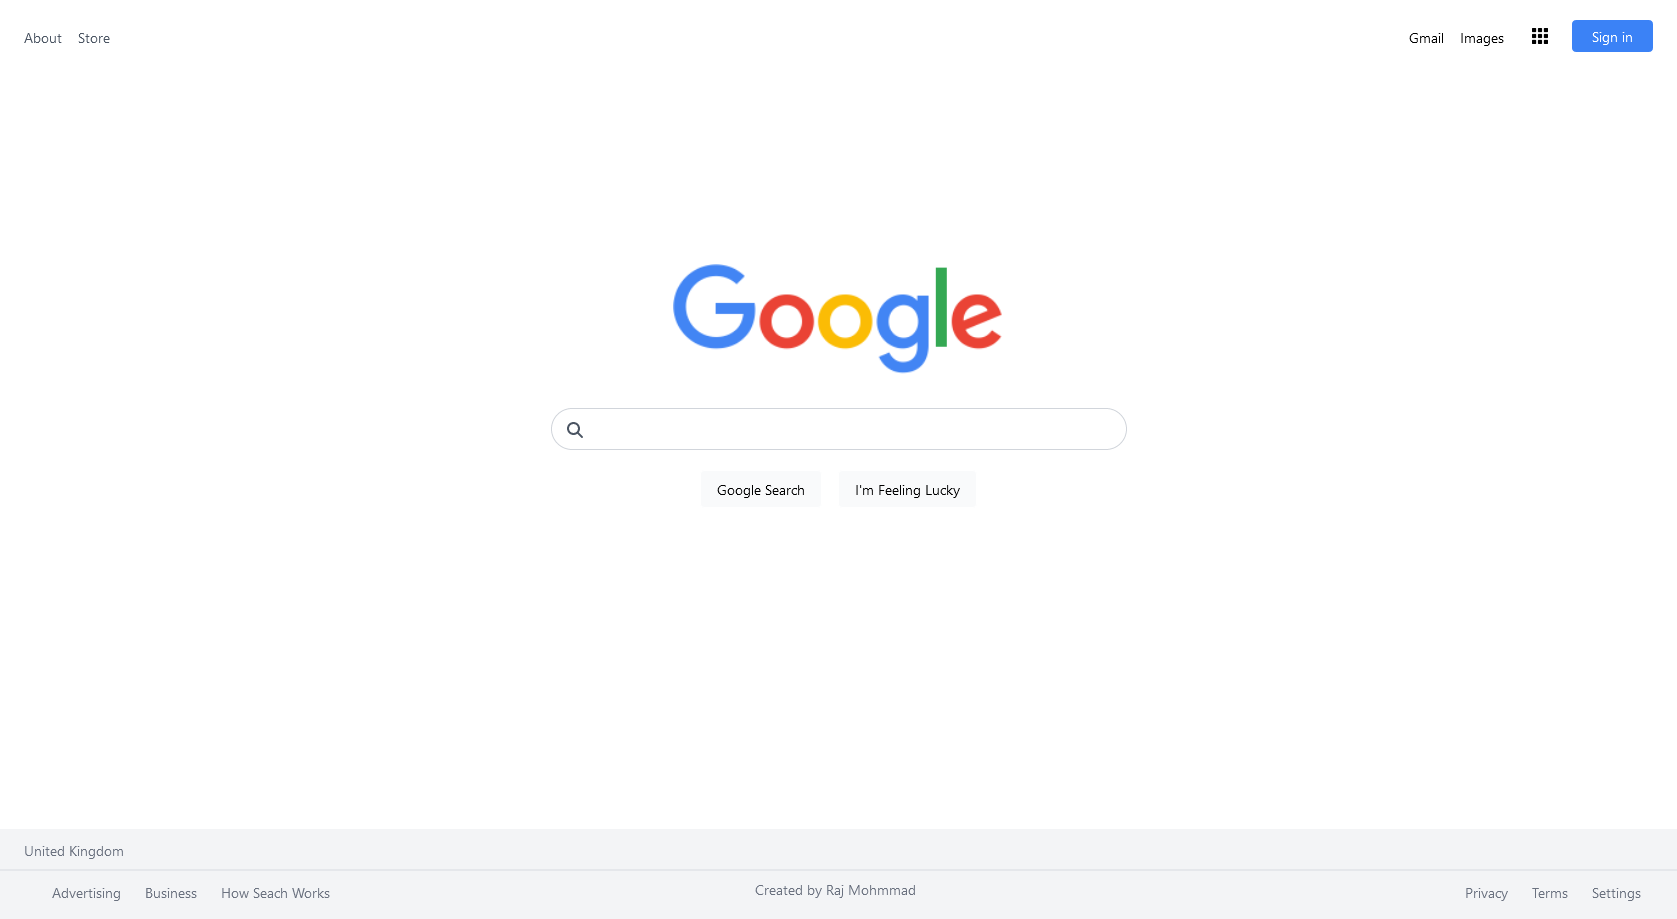 About Store Gmail Images Sign in
Google
Google Search I'm Feeling Lucky
United Kingdom
Advertising Business How Seach Works Created by Raj Mohmmad Privacy Terms Settings